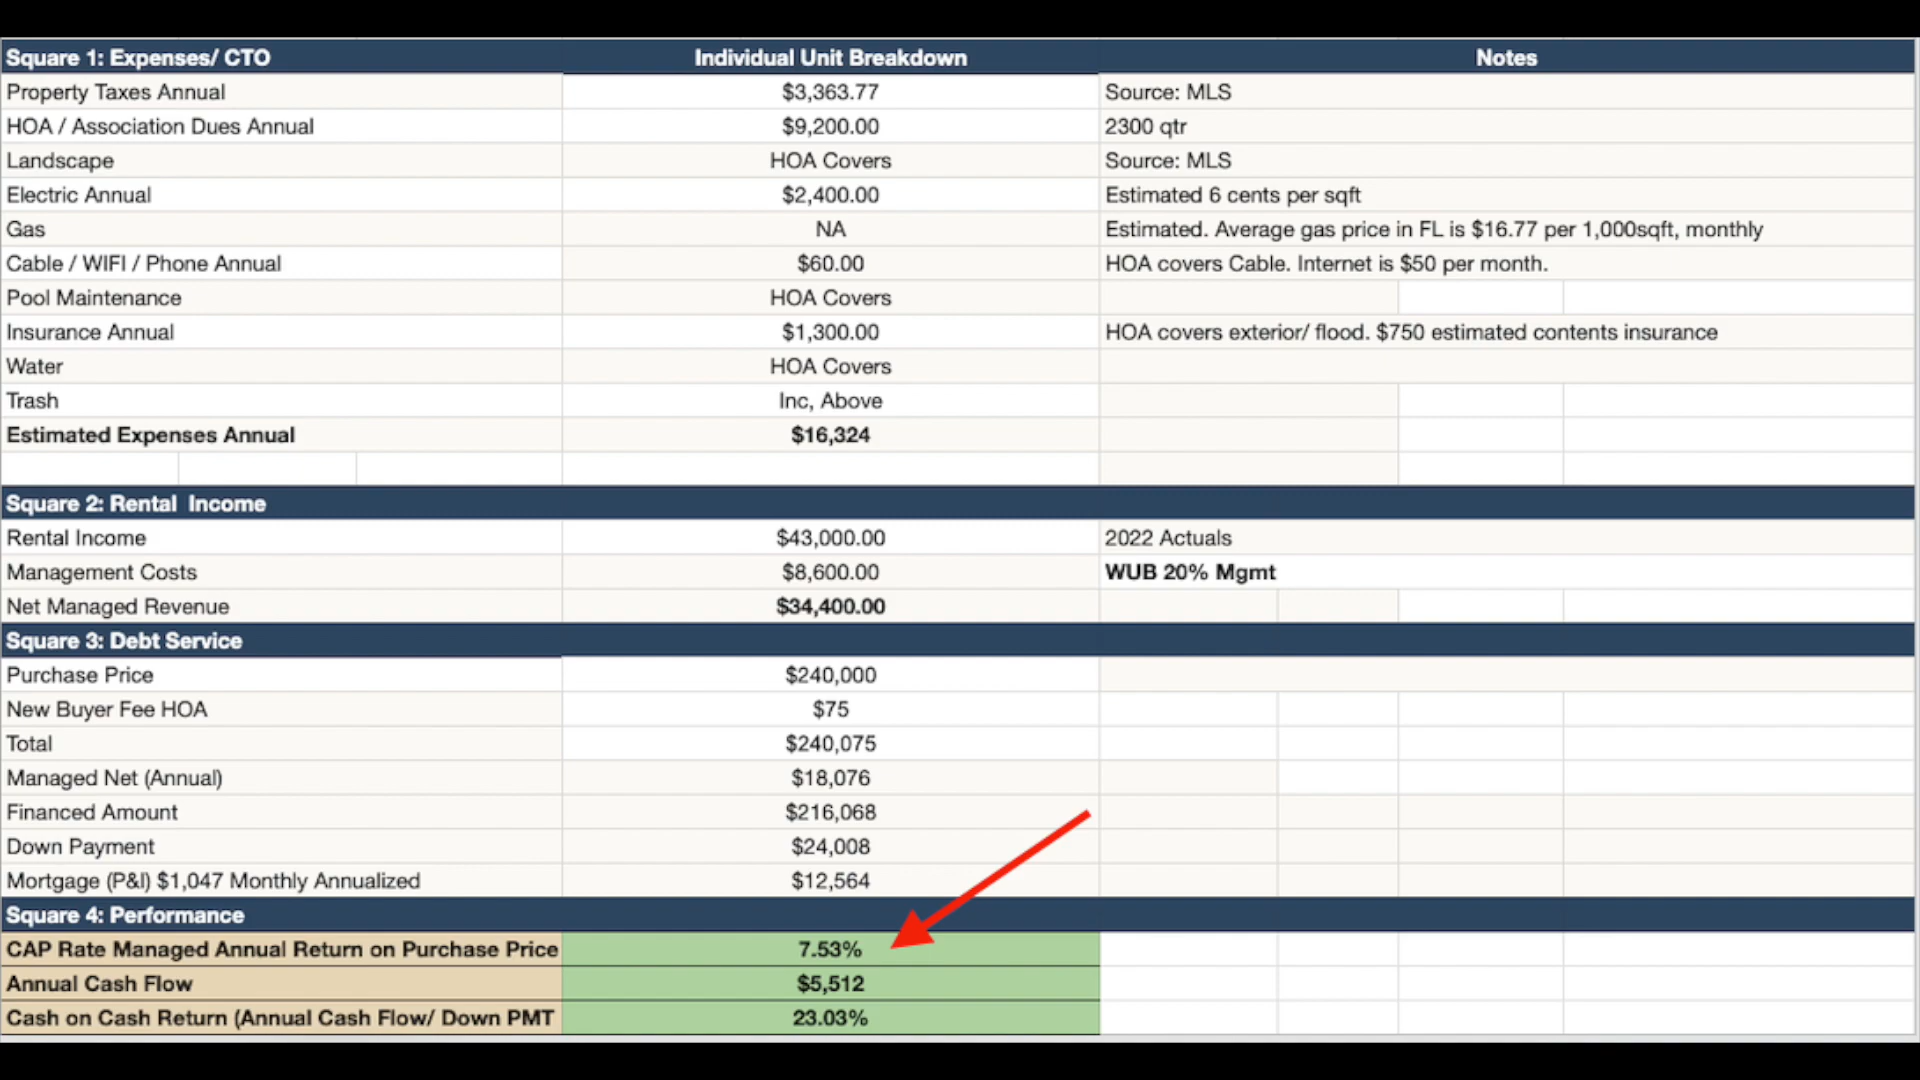 Square 1: Expenses/ CTO Individual Unit Breakdown Notes
Property Taxes Annual $3,363.77 Source: MLS
HOA / Association Dues Annual $9,200.00 2300 qtr
Landscape HOA Covers Source: MLS
Electric Annual $2,400.00 Estimated 6 cents per sqft
Gas NA Estimated. Average gas price in FL is $16.77 per 1,000sqft, monthly
Cable / WIFI / Phone Annual $60.00 HOA covers Cable. Internet is $50 per month.
Pool Maintenance HOA Covers
Insurance Annual $1,300.00 HOA covers exterior/ flood. $750 estimated contents insurance
Water HOA Covers
Trash Inc, Above
Estimated Expenses Annual $16,324
Square 2: Rental Income
Rental Income $43,000.00 2022 Actuals
Management Costs $8,600.00 WUB 20% Mgmt
Net Managed Revenue $34,400.00
Square 3: Debt Service
Purchase Price $240,000
New Buyer Fee HOA $75
Total $240,075
Managed Net (Annual) $18,076
Financed Amount $216,068
Down Payment $24,008
Mortgage (P&I) $1,047 Monthly Annualized $12,564
Square 4: Performance
CAP Rate Managed Annual Return on Purchase Price 7.53%
Annual Cash Flow $5,512
Cash on Cash Return (Annual Cash Flow/ Down PMT 23.03%